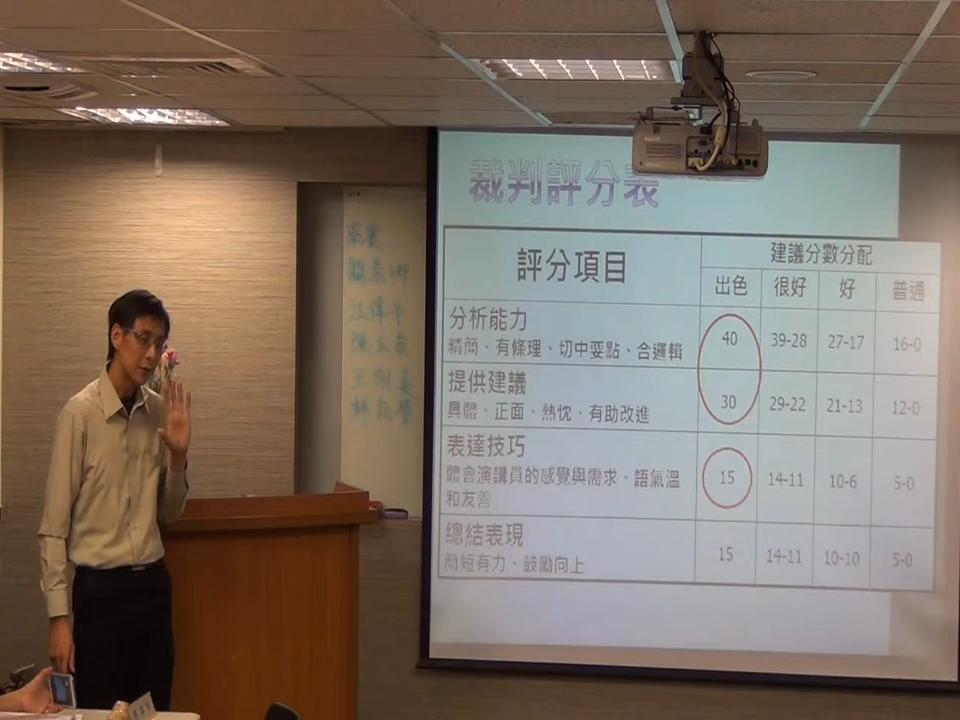 裁判評分表
評分項目
建議分數分配
出色 很好 好 普通
分析能力
精簡、有條理、切中要點、合邏輯
40 39-28 27-17 16-0
提供建議
具體、正面、熱忱、有助改進
30 29-22 21-13 12-0
表達技巧
體會演講員的感覺與需求、語氣溫
和友善
15 14-11 10-6 5-0
總結表現
簡短有力、鼓勵向上
15 14-11 10-10 5-0